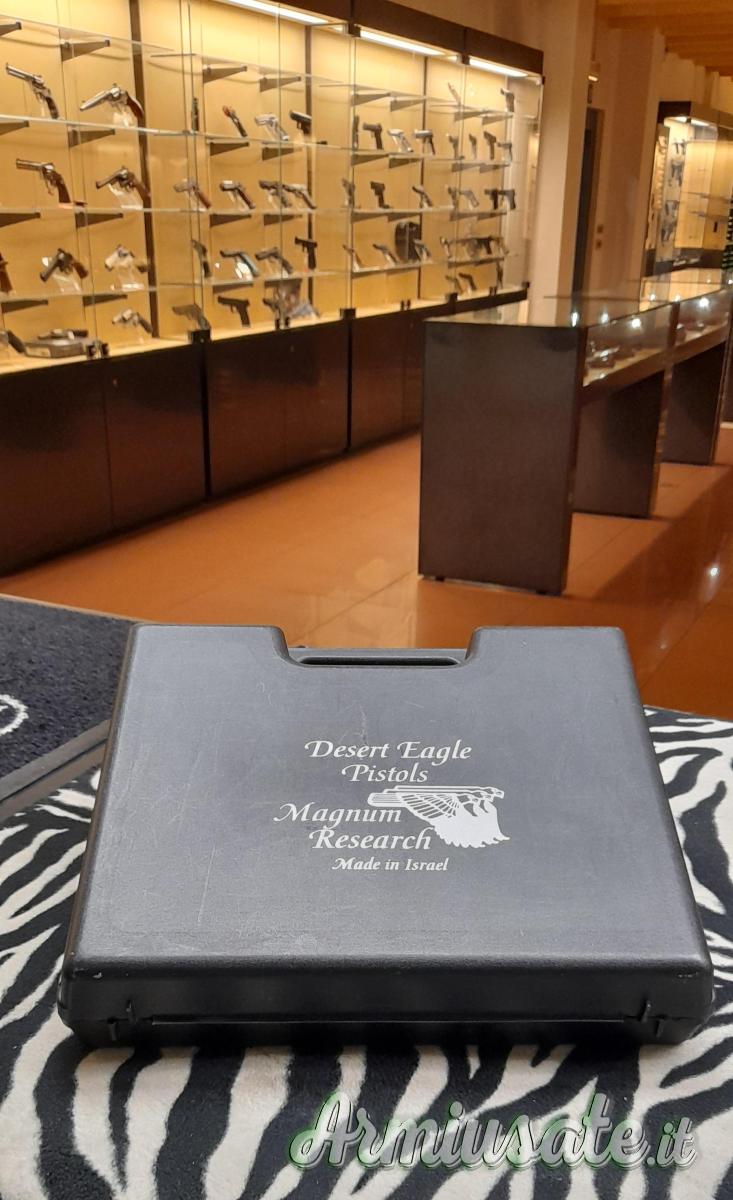 Desert Eagle
Pistols
Magnum
Research
Made in Israel
Armiusate.it